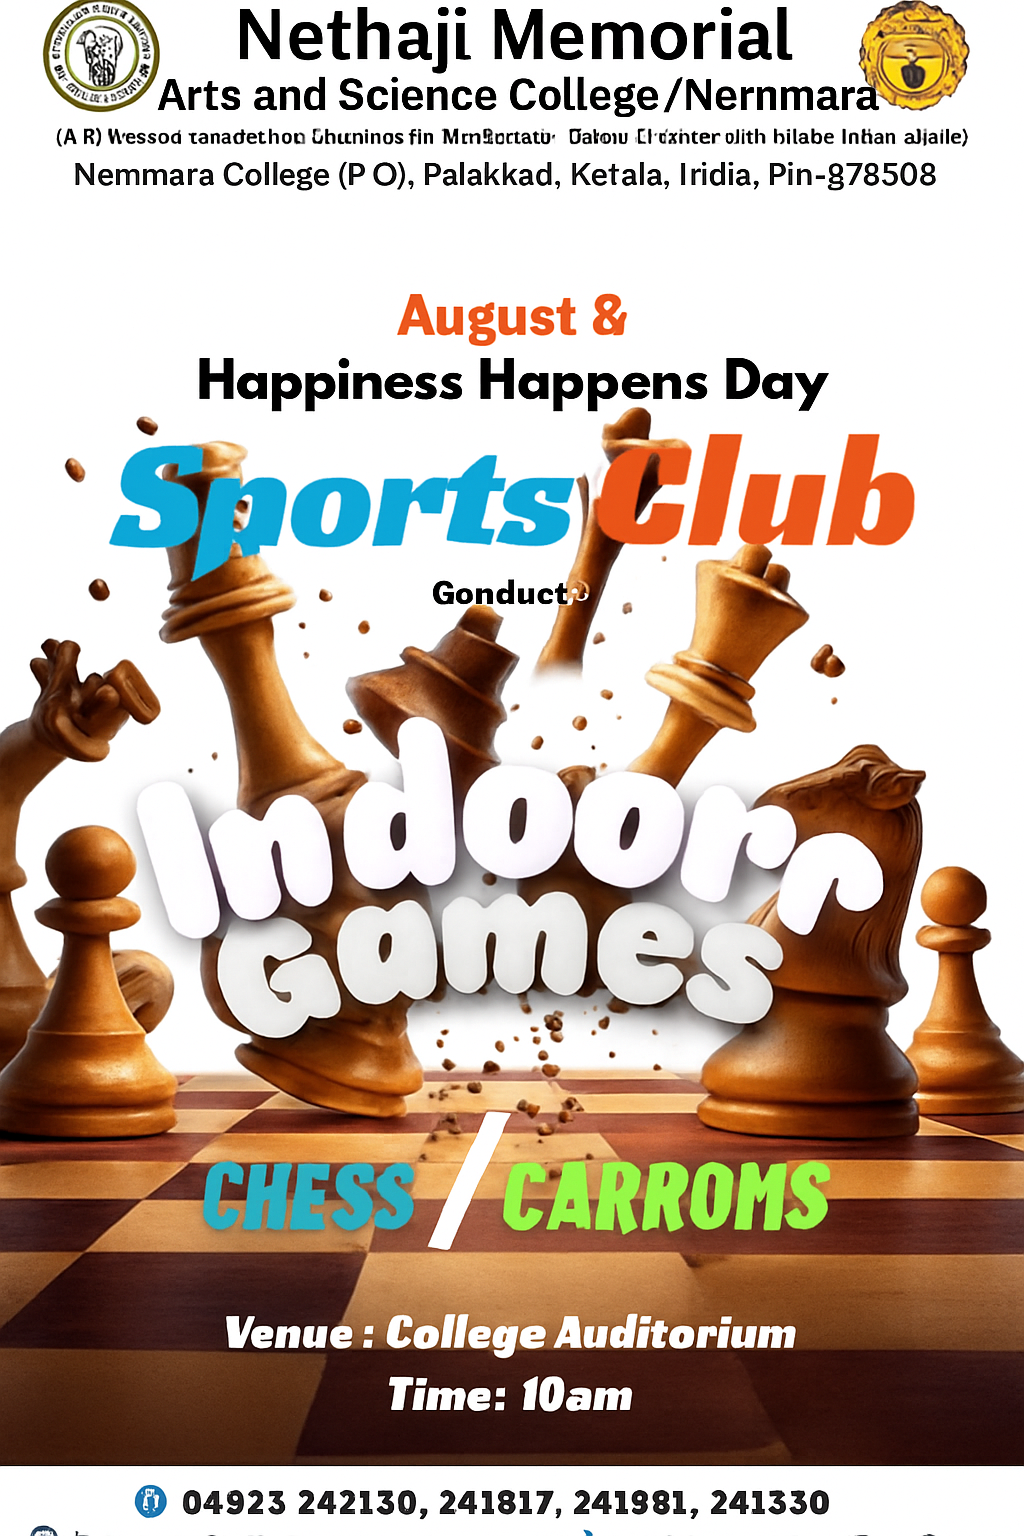 Nethaji Memorial
Arts and Science College/Nernmara
Nemmara College (P O), Palakkad, Ketala, Iridia, Pin-878508
August &
Happiness Happens Day
Sports Club
Gonduct
Indoorr
Games
CHESS / CARROMS
Venue : College Auditorium
Time: 10am
04923 242130, 241817, 241981, 241330